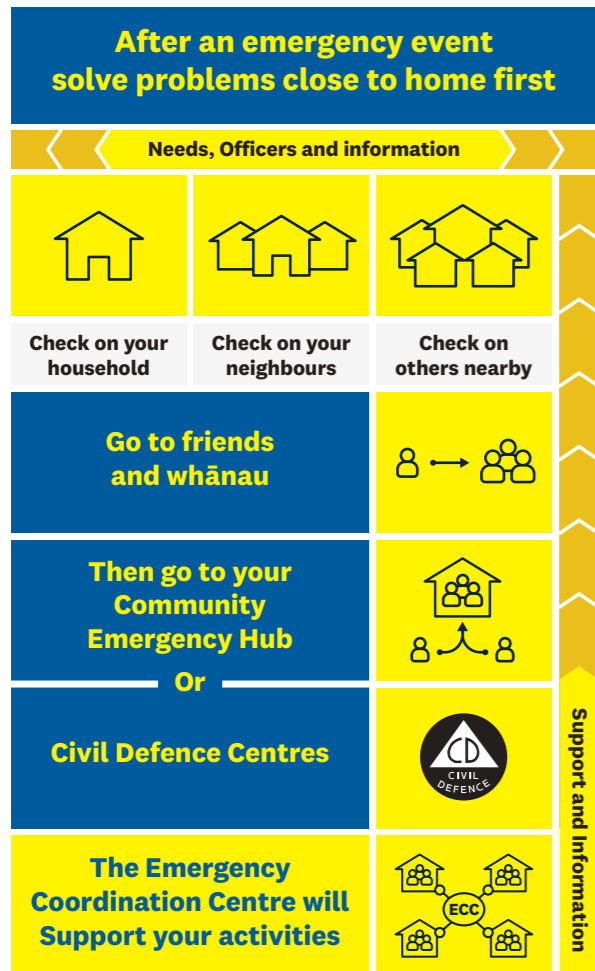 After an emergency event
solve problems close to home first
Needs, Officers and information
Check on your
household
Check on your
neighbours
Check on
others nearby
Go to friends
and whānau
Then go to your
Community
Emergency Hub
Or
Civil Defence Centres
CD
CIVIL
DEFENCE
The Emergency
Coordination Centre will
Support your activities
ECC
Support and Information